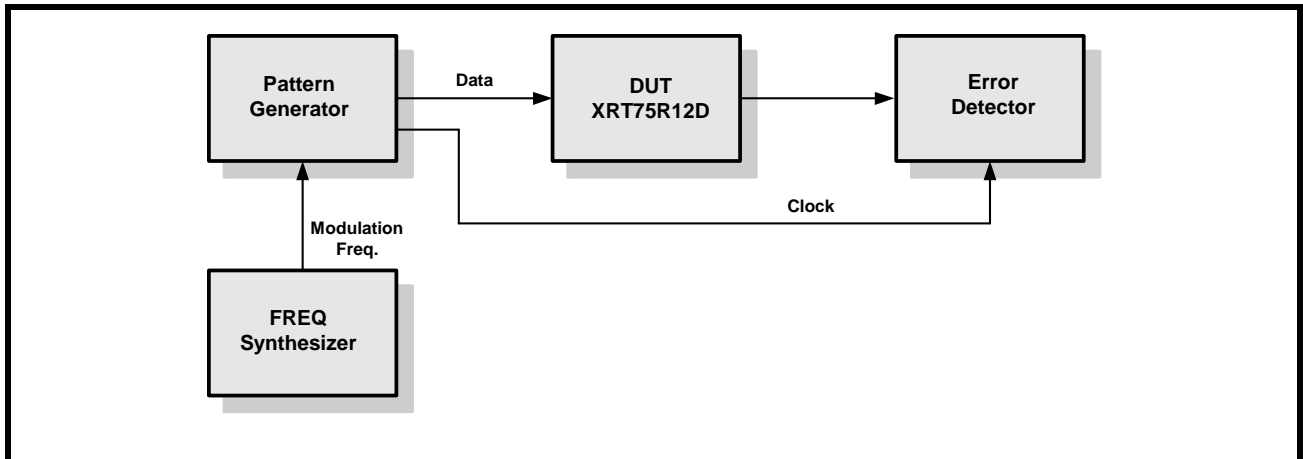 Pattern
Generator
Data
DUT
XRT75R12D
Error
Detector
Clock
Modulation
Freq.
FREQ
Synthesizer